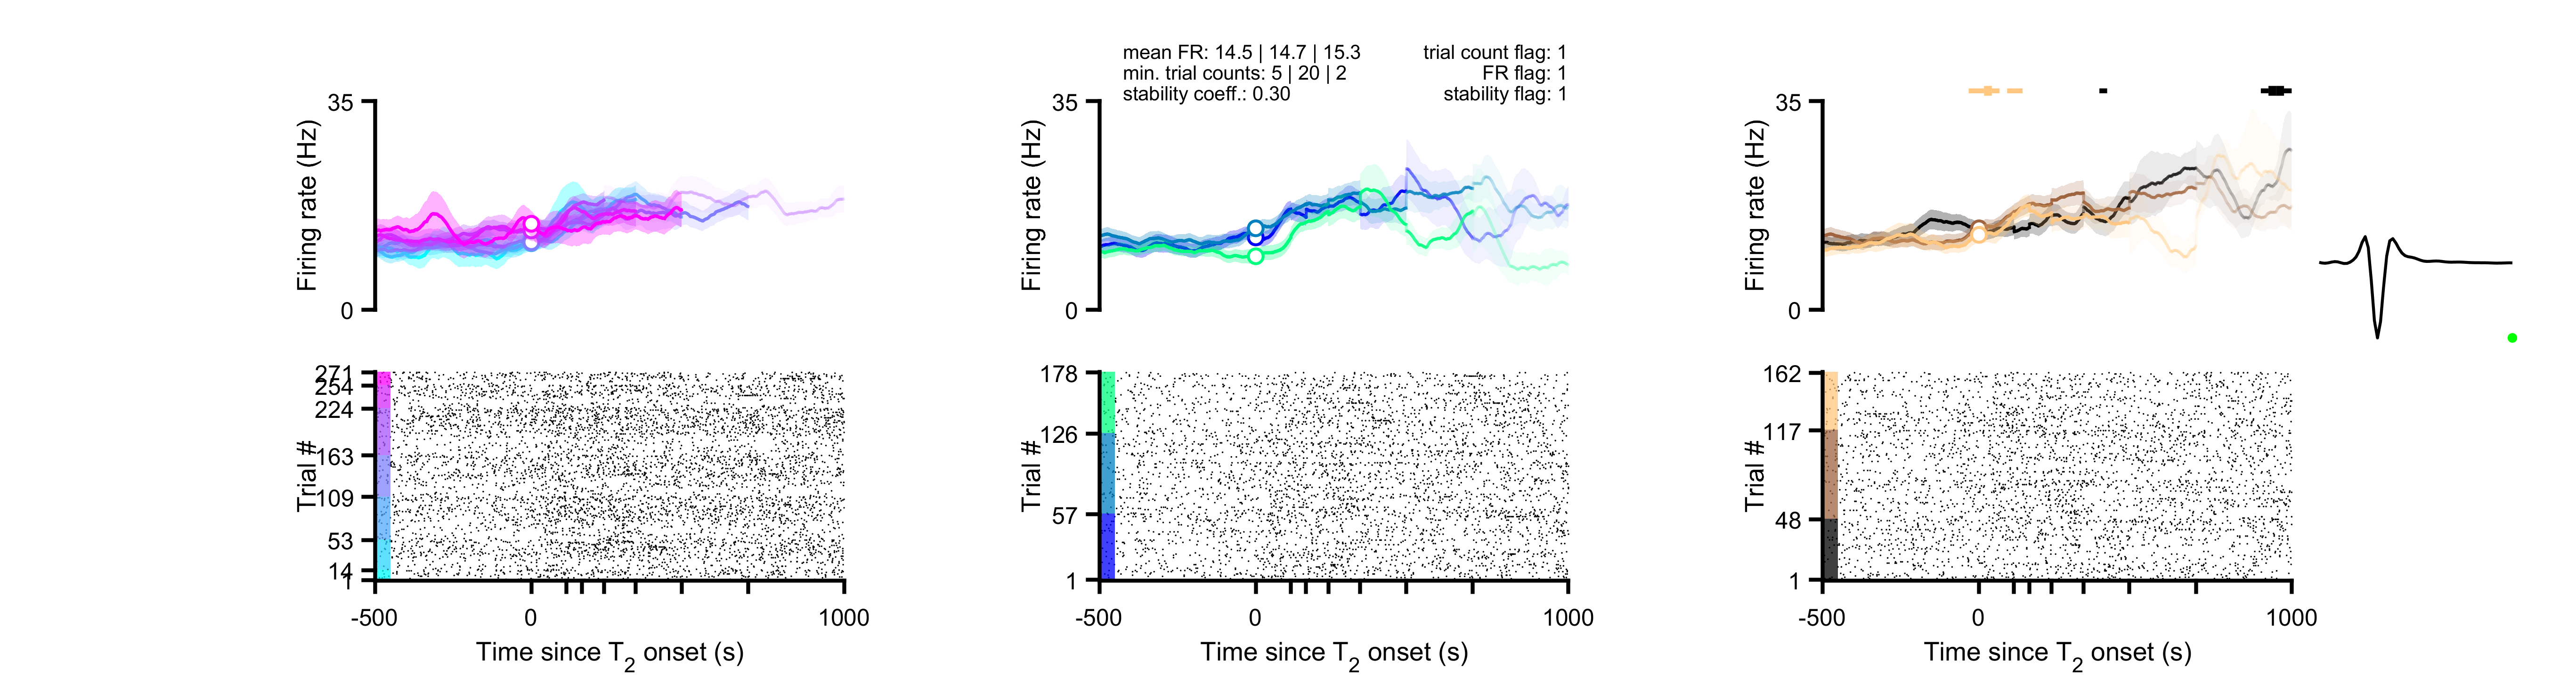 mean FR: 14.5 | 14.7 | 15.3
min. trial counts: 5 | 20 | 2
stability coeff.: 0.30
trial count flag: 1
FR flag: 1
stability flag: 1
35
Firing rate (Hz)
0
35
Firing rate (Hz)
0
35
Firing rate (Hz)
0
271
254
224
163
109
53
14
1
Trial #
-500
0
1000
Time since T2 onset (s)
178
126
57
1
Trial #
-500
0
1000
Time since T2 onset (s)
162
117
48
1
Trial #
-500
0
1000
Time since T2 onset (s)